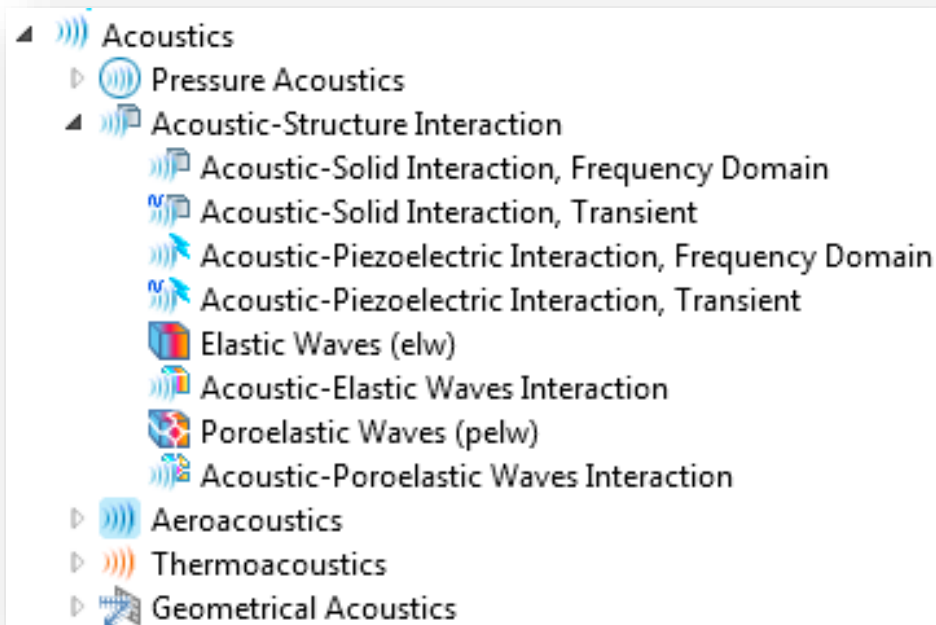 Acoustics
Pressure Acoustics
Acoustic-Structure Interaction
Acoustic-Solid Interaction, Frequency Domain
Acoustic-Solid Interaction, Transient
Acoustic-Piezoelectric Interaction, Frequency Domain
Acoustic-Piezoelectric Interaction, Transient
Elastic Waves (elw)
Acoustic-Elastic Waves Interaction
Poroelastic Waves (pelw)
Acoustic-Poroelastic Waves Interaction
Aeroacoustics
Thermoacoustics
Geometrical Acoustics